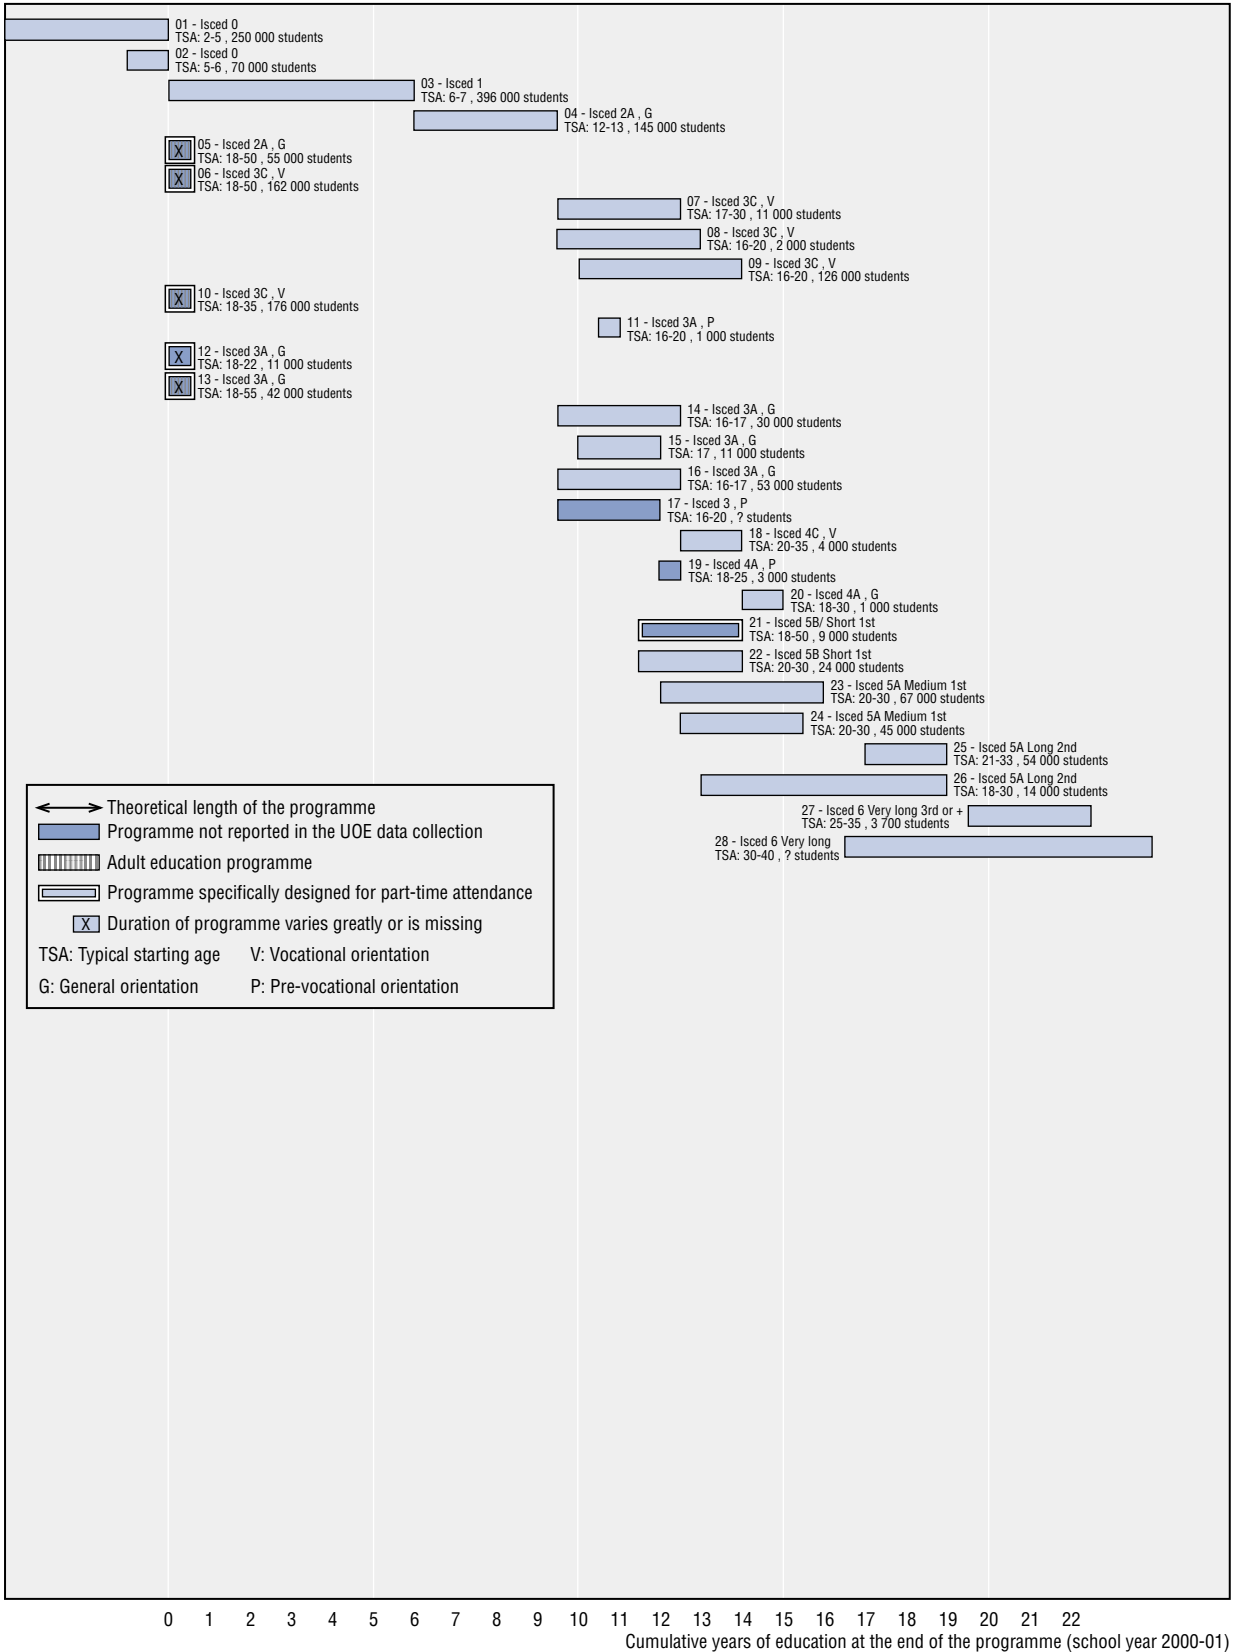 01 - Isced 0
TSA: 2-5 , 250 000 students
02 - Isced 0
TSA: 5-6 , 70 000 students
03 - Isced 1
TSA: 6-7 , 396 000 students
04 - Isced 2A , G
TSA: 12-13 , 145 000 students
X
05 - Isced 2A , G
TSA: 18-50 , 55 000 students
X
06 - Isced 3C , V
TSA: 18-50 , 162 000 students
07 - Isced 3C , V
TSA: 17-30 , 11 000 students
08 - Isced 3C , V
TSA: 16-20 , 2 000 students
09 - Isced 3C , V
TSA: 16-20 , 126 000 students
X
10 - Isced 3C , V
TSA: 18-35 , 176 000 students
11 - Isced 3A , P
TSA: 16-20 , 1 000 students
X
12 - Isced 3A , G
TSA: 18-22 , 11 000 students
X
13 - Isced 3A , G
TSA: 18-55 , 42 000 students
14 - Isced 3A , G
TSA: 16-17 , 30 000 students
15 - Isced 3A , G
TSA: 17 , 11 000 students
16 - Isced 3A , G
TSA: 16-17 , 53 000 students
17 - Isced 3 , P
TSA: 16-20 , ? students
18 - Isced 4C , V
TSA: 20-35 , 4 000 students
19 - Isced 4A , P
TSA: 18-25 , 3 000 students
20 - Isced 4A , G
TSA: 18-30 , 1 000 students
21 - Isced 5B/ Short 1st
TSA: 18-50 , 9 000 students
22 - Isced 5B Short 1st
TSA: 20-30 , 24 000 students
23 - Isced 5A Medium 1st
TSA: 20-30 , 67 000 students
24 - Isced 5A Medium 1st
TSA: 20-30 , 45 000 students
25 - Isced 5A Long 2nd
TSA: 21-33 , 54 000 students
26 - Isced 5A Long 2nd
TSA: 18-30 , 14 000 students
27 - Isced 6 Very long 3rd or +
TSA: 25-35 , 3 700 students
28 - Isced 6 Very long
TSA: 30-40 , ? students
Theoretical length of the programme
Programme not reported in the UOE data collection
Adult education programme
Programme specifically designed for part-time attendance
X Duration of programme varies greatly or is missing
TSA: Typical starting age V: Vocational orientation
G: General orientation P: Pre-vocational orientation
0 1 2 3 4 5 6 7 8 9 10 11 12 13 14 15 16 17 18 19 20 21 22
Cumulative years of education at the end of the programme (school year 2000-01)